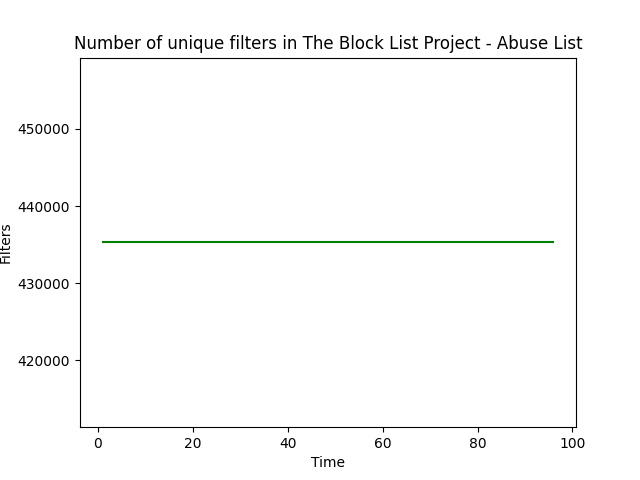 Number of unique filters in The Block List Project - Abuse List
450000
440000
430000
420000
Filters
0 20 40 60 80 100
Time